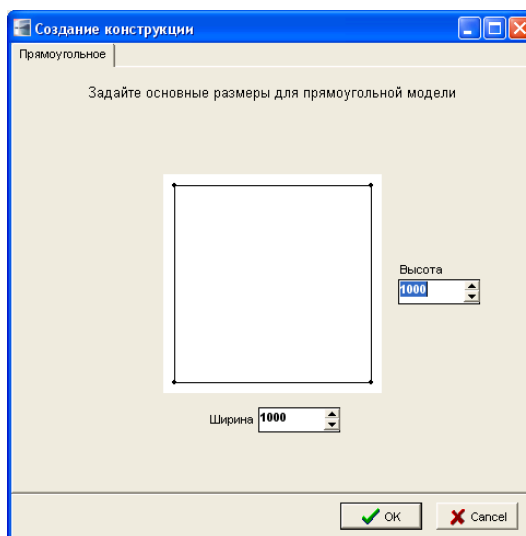 Создание конструкции
Прямоугольное
Задайте основные размеры для прямоугольной модели
Высота
1000
Ширина 1000
OK Cancel